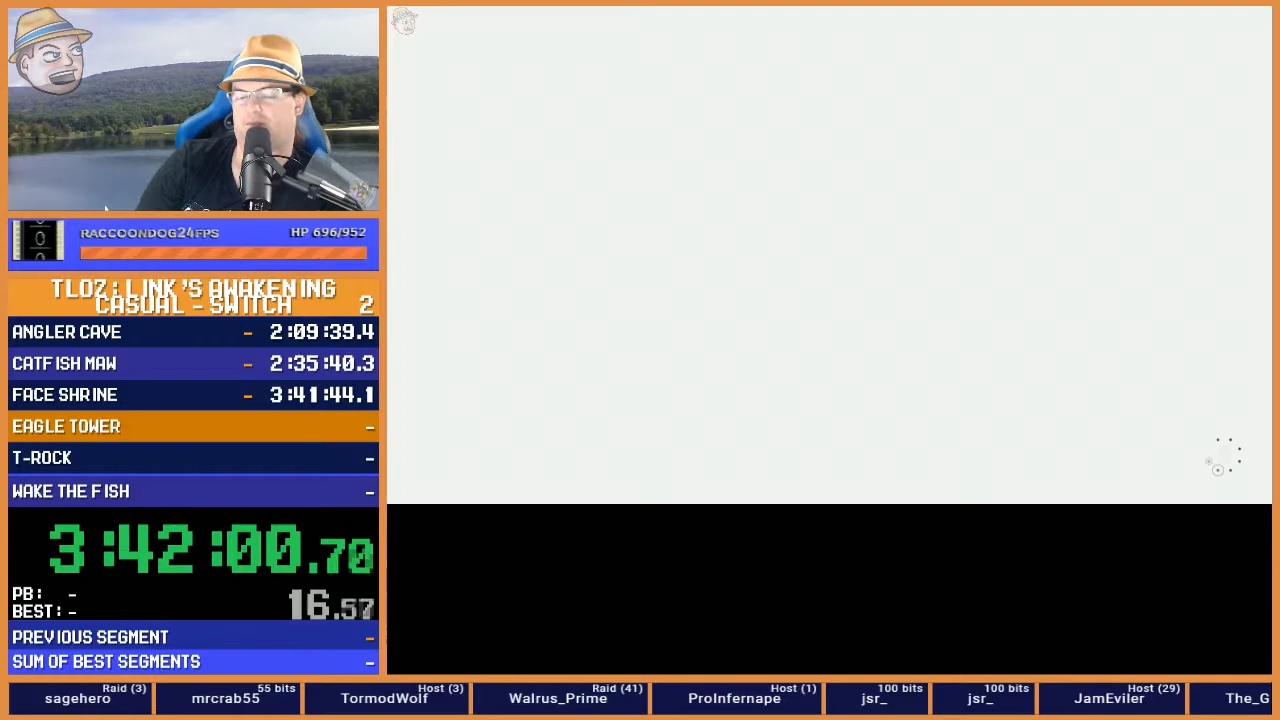 RACCOONDOG24FPS HP 696/952
TLOZ: LINK'S AWAKENING
CASUAL - SWITCH 2
ANGLER CAVE - 2:09:39.4
CATFISH MAW - 2:35:40.3
FACE SHRINE - 3:41:44.1
EAGLE TOWER -
T-ROCK -
WAKE THE FISH -
3:42:00.70
PB: -
BEST: - 16.57
PREVIOUS SEGMENT -
SUM OF BEST SEGMENTS -
Raid (3) 55 bits Host (3) Raid (41) Host (1) 100 bits 100 bits Host (29)
sagehero mrcrab55 TormodWolf Walrus_Prime ProInfernape jsr_ jsr_ JamEviler The_G